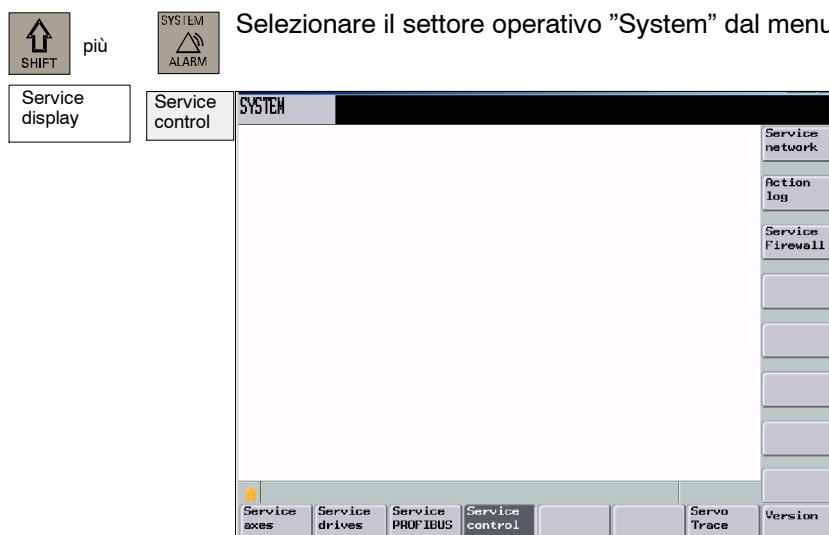 SYSTEM
Selezionare il settore operativo ”System” dal menu
SHIFT
più
ALARM
Service
display
Service
control
SYSTEM
Service
network
Action
log
Service
Firewall
Service
axes
Service
drives
Service
PROFIBUS
Service
control
Servo
Trace
Version